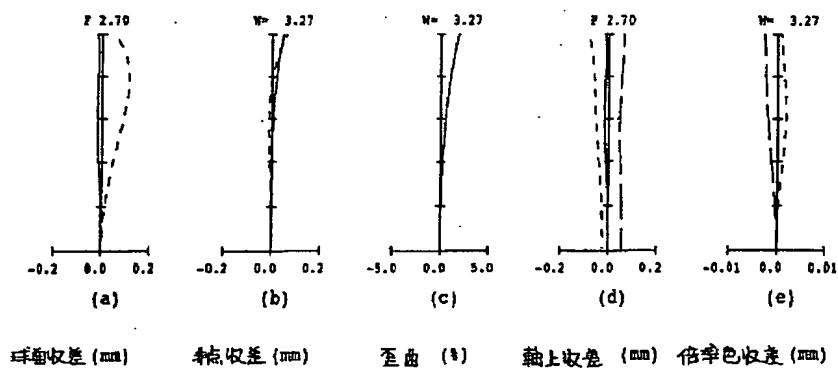 F 2.70 W= 3.27 W= 3.27 F 2.70 W= 3.27
-0.2 0.0 0.2 -0.2 0.0 0.2 -5.0 0.0 5.0 -0.2 0.0 0.2 -0.01 0.0 0.01
(a) (b) (c) (d) (e)
球面収差 (mm) 非点収差 (mm) 歪曲 (%) 軸上収差 (mm) 倍率色収差 (mm)